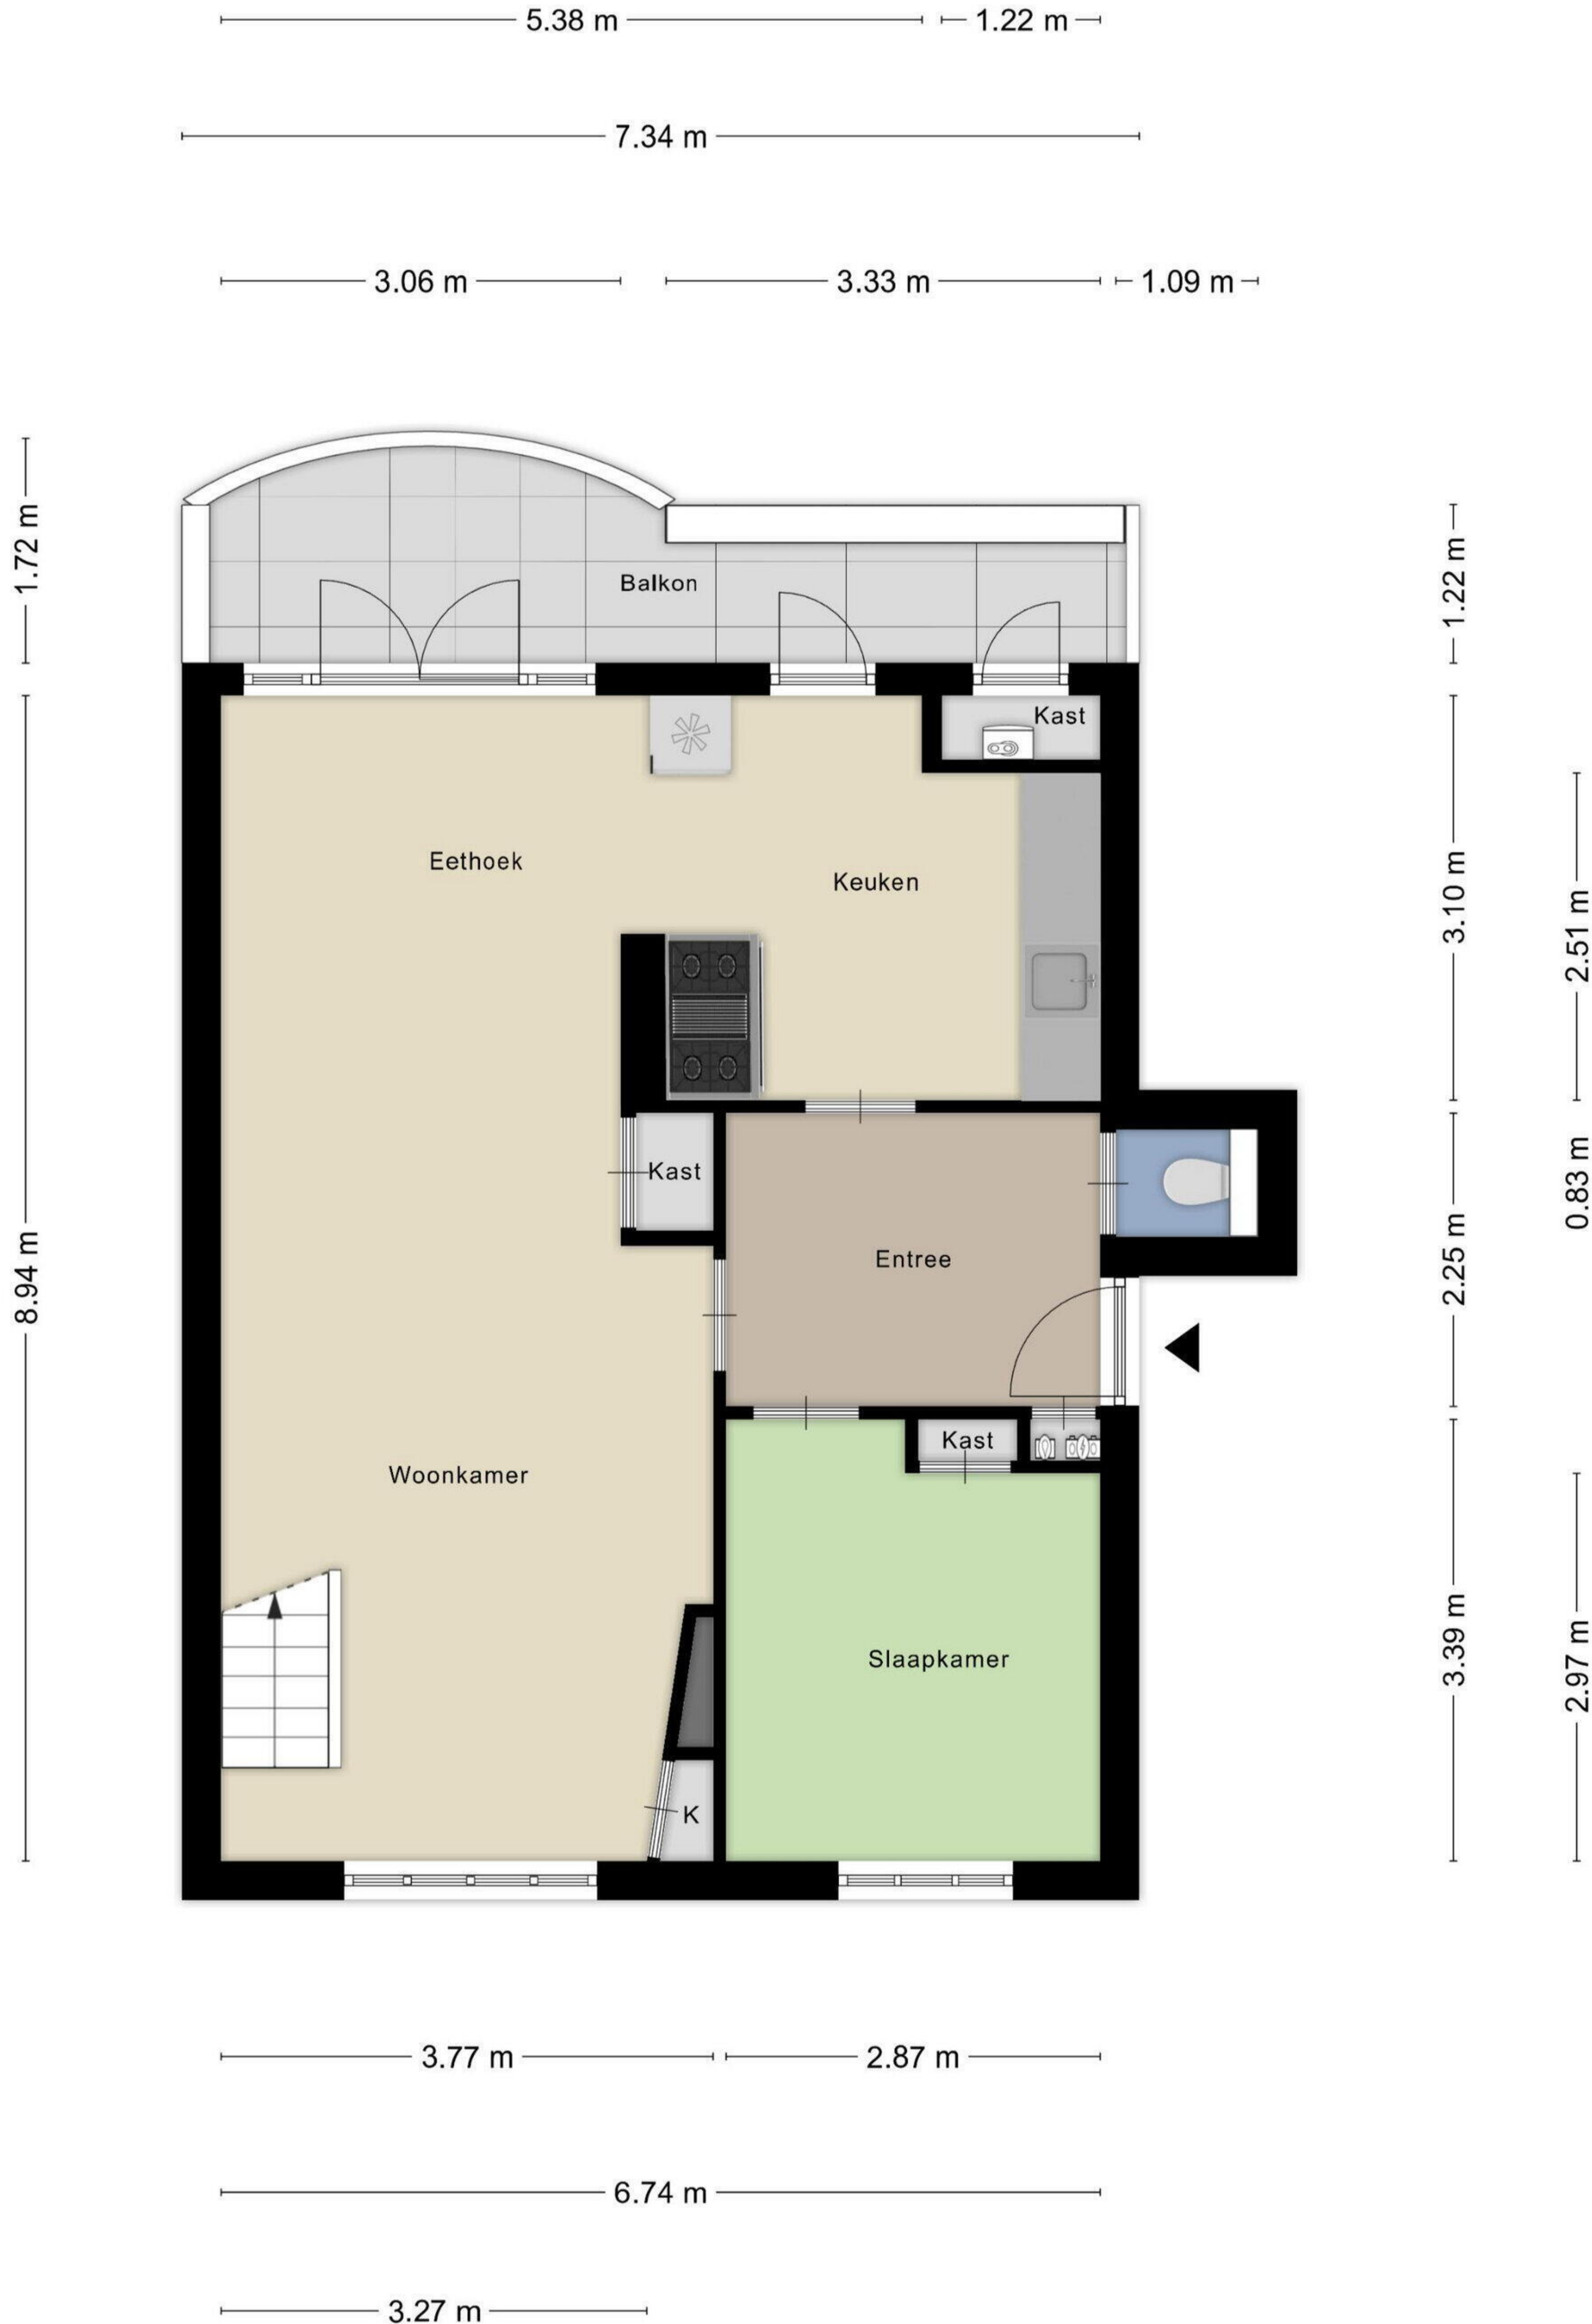 5.38 m
1.22 m
7.34 m
3.06 m
3.33 m
1.09 m
1.72 m
1.22 m
Balkon
Kast
Eethoek
Keuken
3.10 m
2.51 m
Kast
0.83 m
Entree
2.25 m
8.94 m
Kast
Woonkamer
Slaapkamer
3.39 m
2.97 m
K
3.77 m
2.87 m
6.74 m
3.27 m